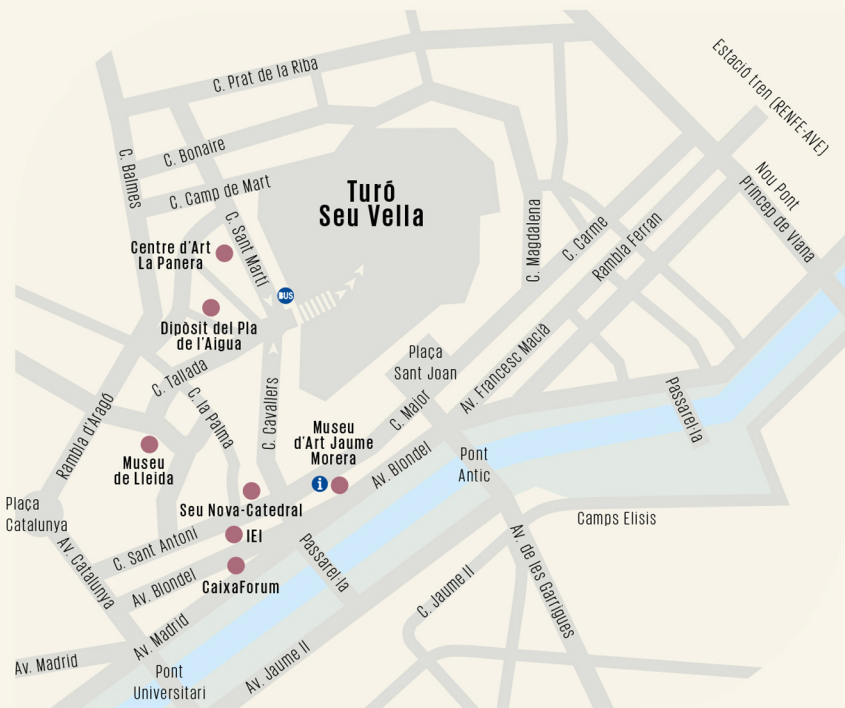 C. Prat de la Riba
Estació tren (RENFE-AVE)
C. Balmes
C. Bonaire
C. Camp de Mart
Turó
Seu Vella
Nou Pont
Príncep de Viana
C. Sant Martí
C. Magdalena
C. Carme
Rambla Ferran
Centre d'Art
La Panera
BUS
Dipòsit del Pla
de l'Aigua
Plaça
Sant Joan
Av. Francesc Macià
C. Tallada
C. la Palma
C. Cavallers
C. Major
Passarel·la
Rambla d'Aragó
Museu
d'Art Jaume
Morera
Museu
de Lleida
Av. Blondel
Pont
Antic
i
Plaça
Catalunya
Seu Nova-Catedral
Camps Elisis
IEI
C. Sant Antoni
Av. Catalunya
Av. Blondel
CaixaForum
Passarel·la
Av. de les Garrigues
C. Jaume II
Av. Madrid
Av. Madrid
Av. Jaume II
Pont
Universitari